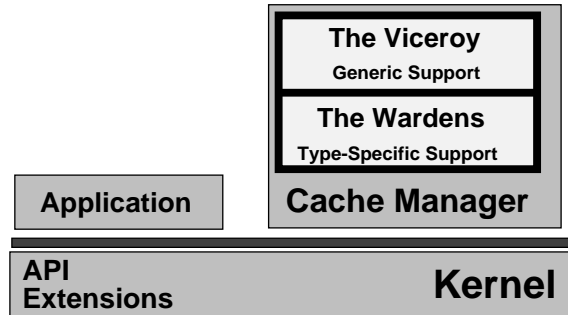 The Viceroy
Generic Support
The Wardens
Type-Specific Support
Application
Cache Manager
API
Extensions
Kernel